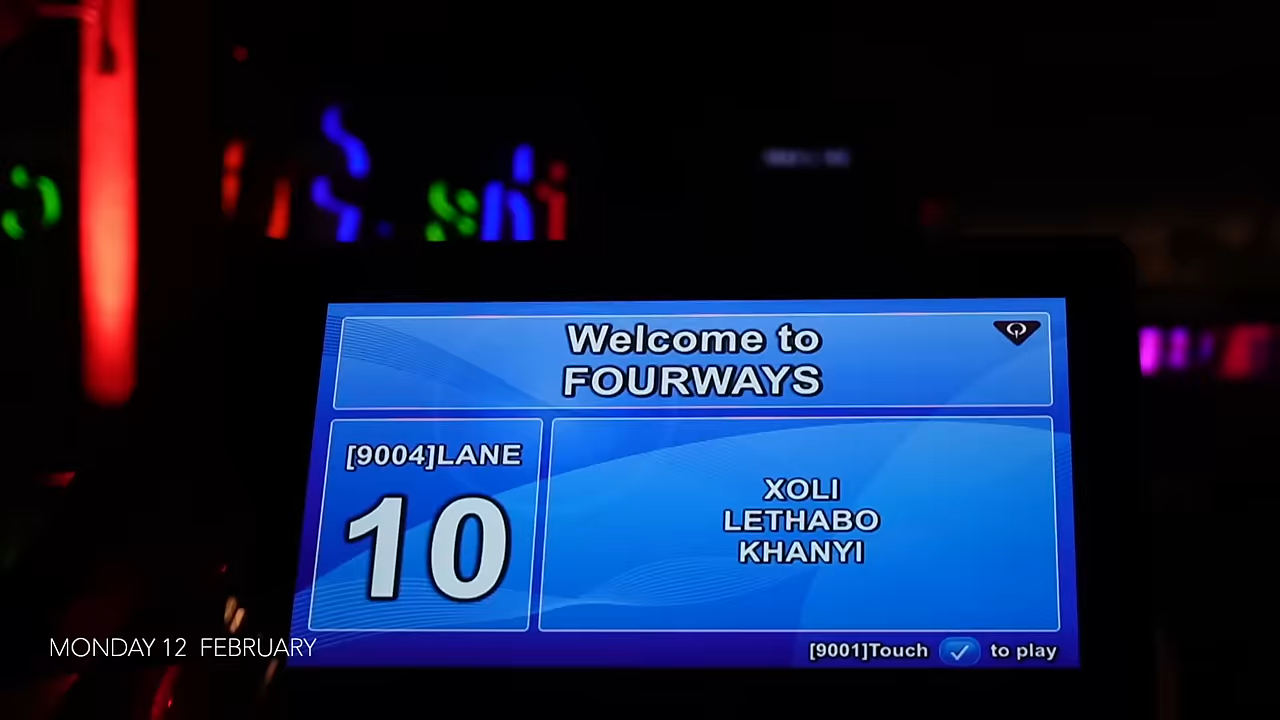 Welcome to
FOURWAYS
[9004]LANE
10
XOLI
LETHABO
KHANYI
[9001]Touch to play
MONDAY 12 FEBRUARY